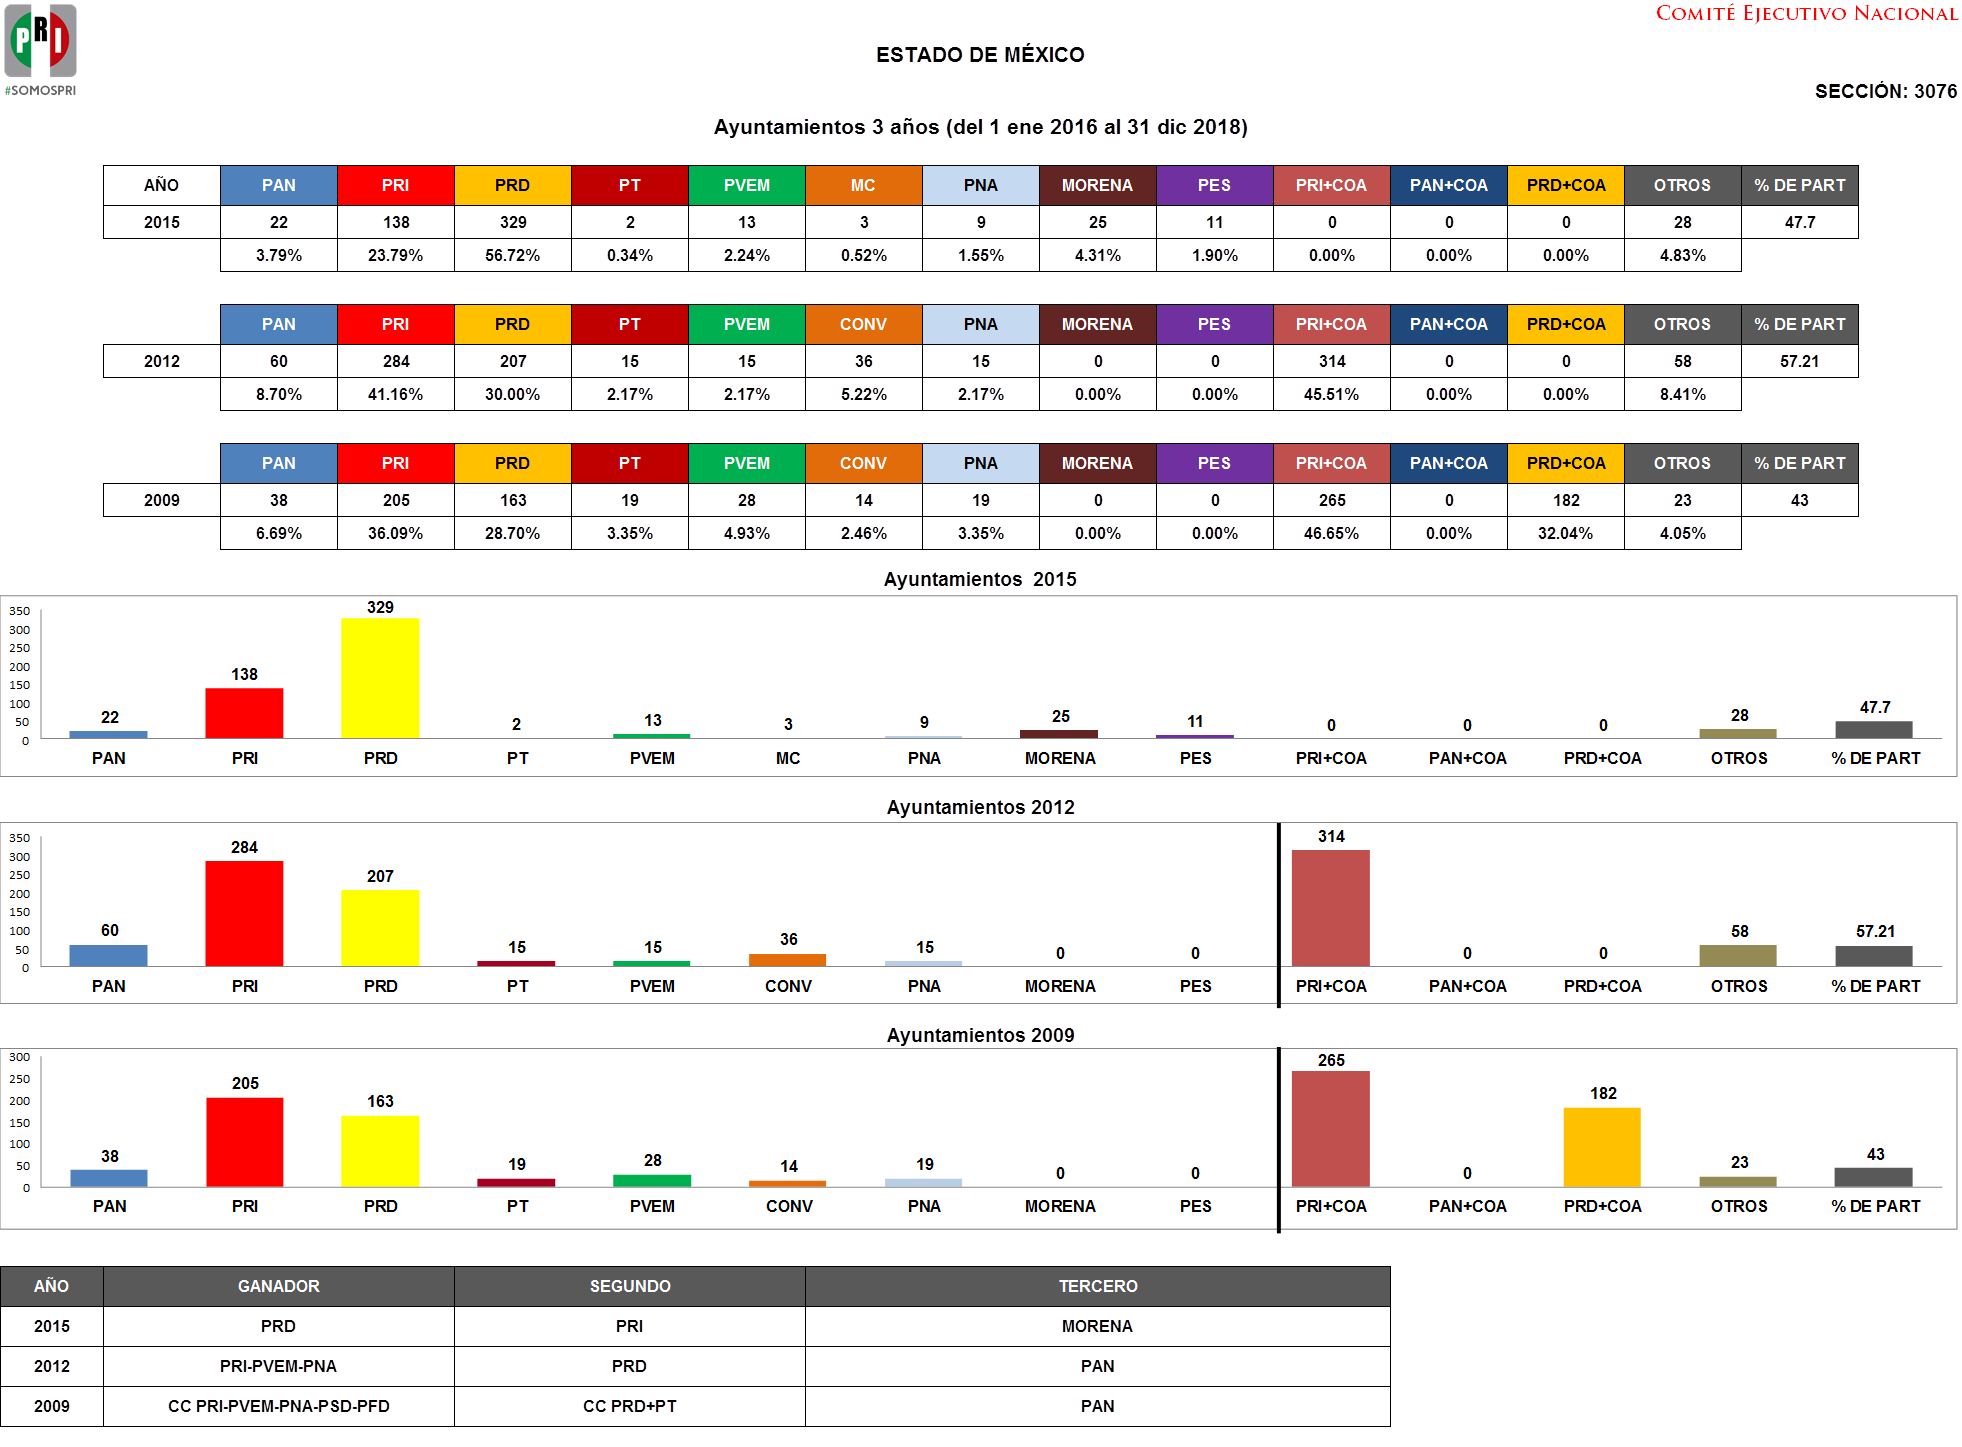 PRI
#SOMOSPRI
COMITÉ EJECUTIVO NACIONAL
ESTADO DE MÉXICO
SECCIÓN: 3076
Ayuntamientos 3 años (del 1 ene 2016 al 31 dic 2018)
AÑO PAN PRI PRD PT PVEM MC PNA MORENA PES PRI+COA PAN+COA PRD+COA OTROS % DE PART
2015 22 138 329 2 13 3 9 25 11 0 0 0 28 47.7
3.79% 23.79% 56.72% 0.34% 2.24% 0.52% 1.55% 4.31% 1.90% 0.00% 0.00% 0.00% 4.83%
PAN PRI PRD PT PVEM CONV PNA MORENA PES PRI+COA PAN+COA PRD+COA OTROS % DE PART
2012 60 284 207 15 15 36 15 0 0 314 0 0 58 57.21
8.70% 41.16% 30.00% 2.17% 2.17% 5.22% 2.17% 0.00% 0.00% 45.51% 0.00% 0.00% 8.41%
PAN PRI PRD PT PVEM CONV PNA MORENA PES PRI+COA PAN+COA PRD+COA OTROS % DE PART
2009 38 205 163 19 28 14 19 0 0 265 0 182 23 43
6.69% 36.09% 28.70% 3.35% 4.93% 2.46% 3.35% 0.00% 0.00% 46.65% 0.00% 32.04% 4.05%
Ayuntamientos 2015
350
300
250
200
150
100
50
0
22 138 329 2 13 3 9 25 11 0 0 0 28 47.7
PAN PRI PRD PT PVEM MC PNA MORENA PES PRI+COA PAN+COA PRD+COA OTROS % DE PART
Ayuntamientos 2012
350
300
250
200
150
100
50
0
60 284 207 15 15 36 15 0 0 314 0 0 58 57.21
PAN PRI PRD PT PVEM CONV PNA MORENA PES PRI+COA PAN+COA PRD+COA OTROS % DE PART
Ayuntamientos 2009
300
250
200
150
100
50
0
38 205 163 19 28 14 19 0 0 265 0 182 23 43
PAN PRI PRD PT PVEM CONV PNA MORENA PES PRI+COA PAN+COA PRD+COA OTROS % DE PART
AÑO GANADOR SEGUNDO TERCERO
2015 PRD PRI MORENA
2012 PRI-PVEM-PNA PRD PAN
2009 CC PRI-PVEM-PNA-PSD-PFD CC PRD+PT PAN